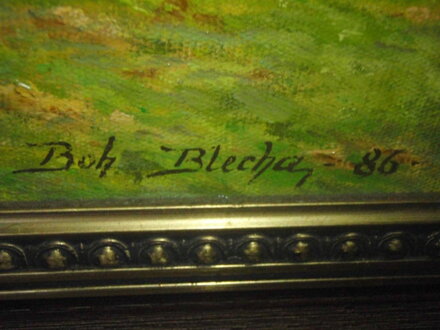 Boh Blecha, - 86